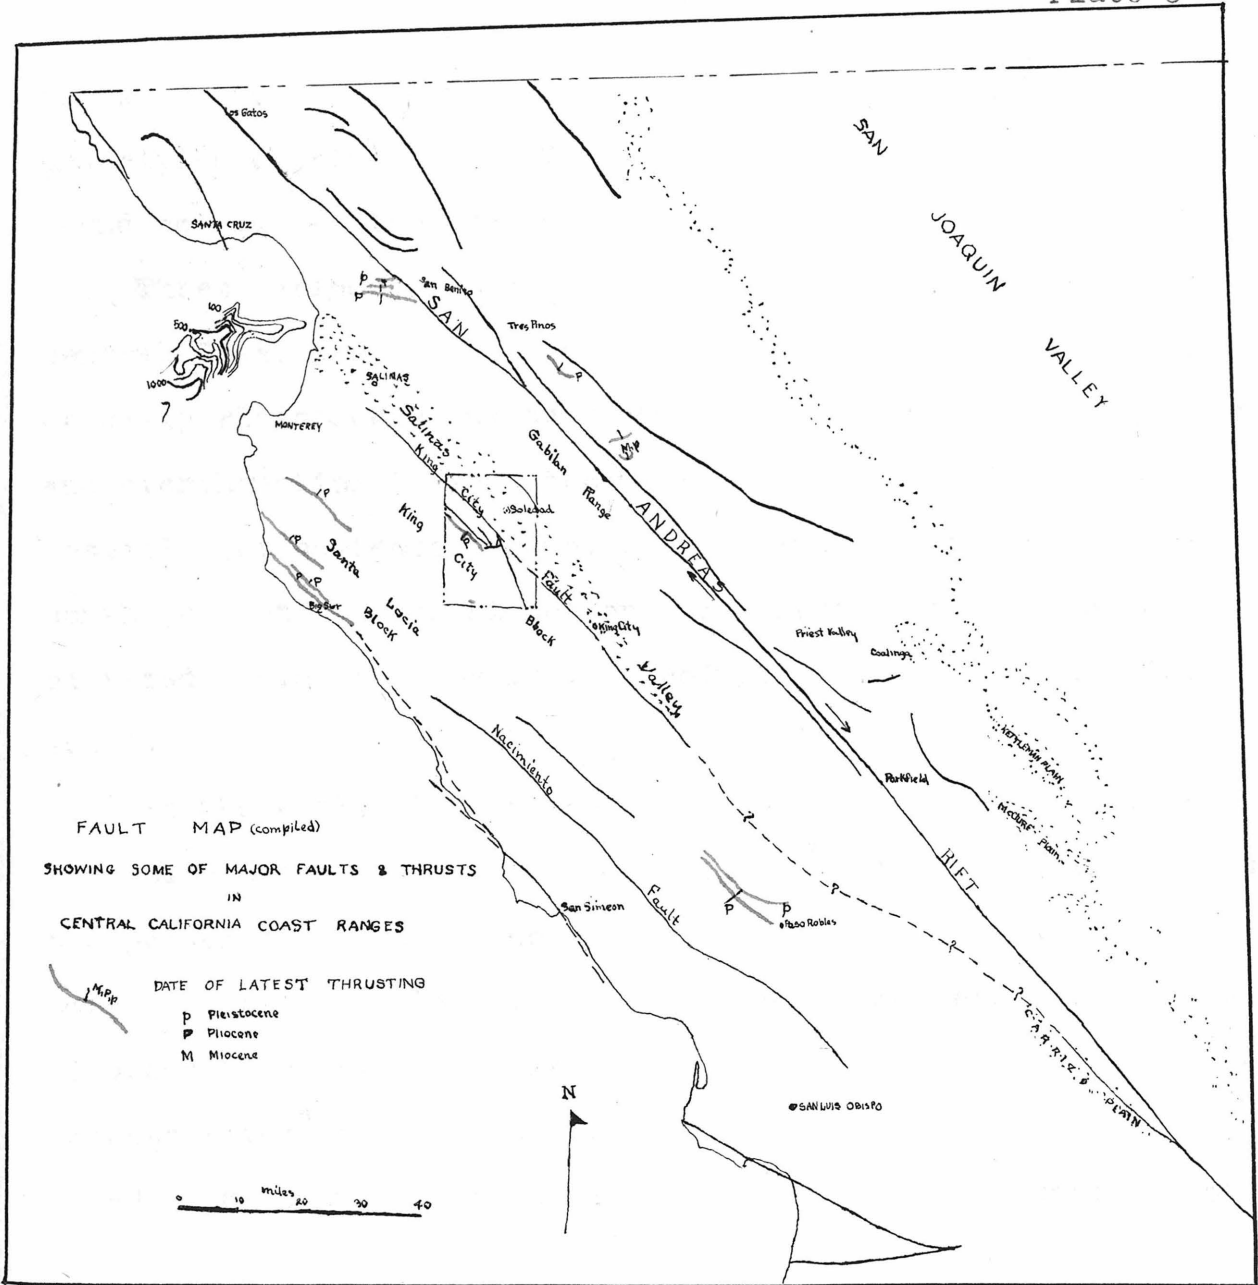 Los Gatos
SAN
JOAQUIN
VALLEY
SANTA CRUZ
P
P
San Benito
SAN
100
500
1000
Tres Pinos
P
SALINAS
MONTEREY
Salinas
King
City
Gabilan
Range
M,P
ANDREAS
P
King
City
Soledad
P
Santa
Lucia
P
P
Big Sur
BLOCK
Block
Fault
King City
Valley
Priest Valley
Coalinga
Nacimiento
KETTLEMAN PLAIN
Parkfield
McCLURE Plain
RIFT
?
?
?
?
FAULT MAP (compiled)
SHOWING SOME OF MAJOR FAULTS & THRUSTS
IN
CENTRAL CALIFORNIA COAST RANGES
San Simeon
Fault
P
p
Paso Robles
M,P,p
DATE OF LATEST THRUSTING
p Pleistocene
P Pliocene
M Miocene
CARRIZO PLAIN
N
SAN LUIS OBISPO
miles
0 10 20 30 40